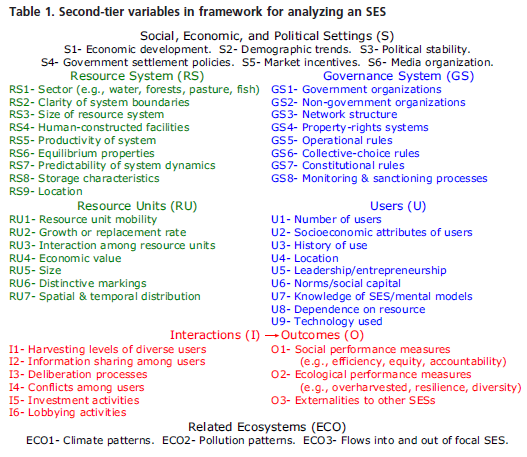 Table 1. Second-tier variables in framework for analyzing an SES
Social, Economic, and Political Settings (S)
S1- Economic development. S2- Demographic trends. S3- Political stability.
S4- Government settlement policies. S5- Market incentives. S6- Media organization.
Resource System (RS)
RS1- Sector (e.g., water, forests, pasture, fish)
RS2- Clarity of system boundaries
RS3- Size of resource system
RS4- Human-constructed facilities
RS5- Productivity of system
RS6- Equilibrium properties
RS7- Predictability of system dynamics
RS8- Storage characteristics
RS9- Location
Governance System (GS)
GS1- Government organizations
GS2- Non-government organizations
GS3- Network structure
GS4- Property-rights systems
GS5- Operational rules
GS6- Collective-choice rules
GS7- Constitutional rules
GS8- Monitoring & sanctioning processes
Resource Units (RU)
RU1- Resource unit mobility
RU2- Growth or replacement rate
RU3- Interaction among resource units
RU4- Economic value
RU5- Size
RU6- Distinctive markings
RU7- Spatial & temporal distribution
Users (U)
U1- Number of users
U2- Socioeconomic attributes of users
U3- History of use
U4- Location
U5- Leadership/entrepreneurship
U6- Norms/social capital
U7- Knowledge of SES/mental models
U8- Dependence on resource
U9- Technology used
Interactions (I) → Outcomes (O)
I1- Harvesting levels of diverse users
I2- Information sharing among users
I3- Deliberation processes
I4- Conflicts among users
I5- Investment activities
I6- Lobbying activities
O1- Social performance measures
(e.g., efficiency, equity, accountability)
O2- Ecological performance measures
(e.g., overharvested, resilience, diversity)
O3- Externalities to other SESs
Related Ecosystems (ECO)
ECO1- Climate patterns. ECO2- Pollution patterns. ECO3- Flows into and out of focal SES.